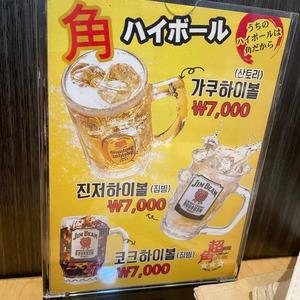 角 ハイボール
うちの
ハイボールは
角だから
(산토리)
가쿠하이볼
₩7,000
진저하이볼 (짐빔)
₩7,000
JIM BEAM
BOURBON
JIM BEAM
코크하이볼 (짐빔)
₩7,000
超
角